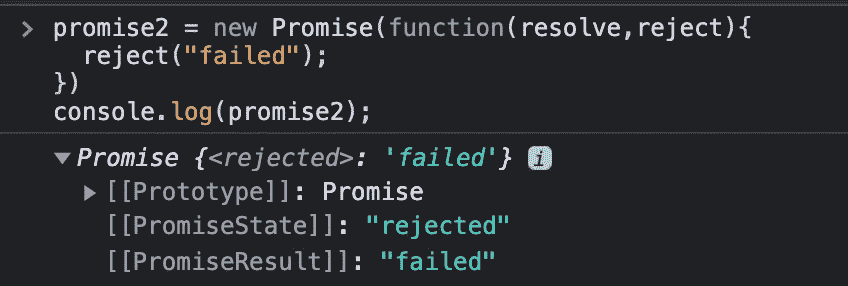 > promise2 = new Promise(function(resolve,reject){
reject("failed");
})
console.log(promise2);
▼ Promise {<rejected>: 'failed'} i
▶ [[Prototype]]: Promise
[[PromiseState]]: "rejected"
[[PromiseResult]]: "failed"